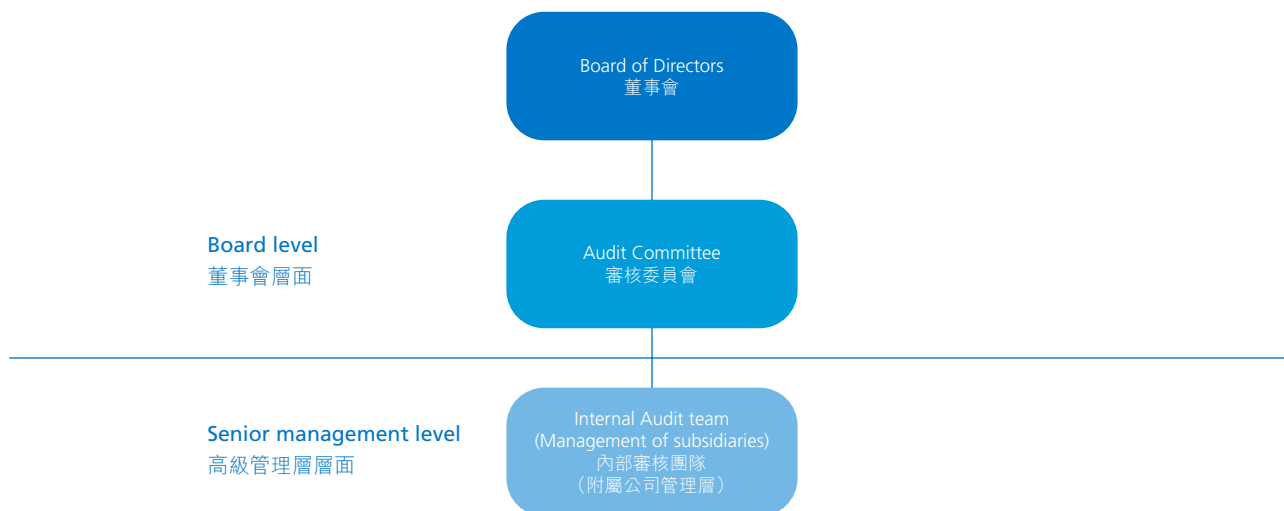 Board of Directors
董事會
Board level
董事會層面
Audit Committee
審核委員會
Senior management level
高級管理層層面
Internal Audit team
(Management of subsidiaries)
內部審核團隊
（附屬公司管理層）